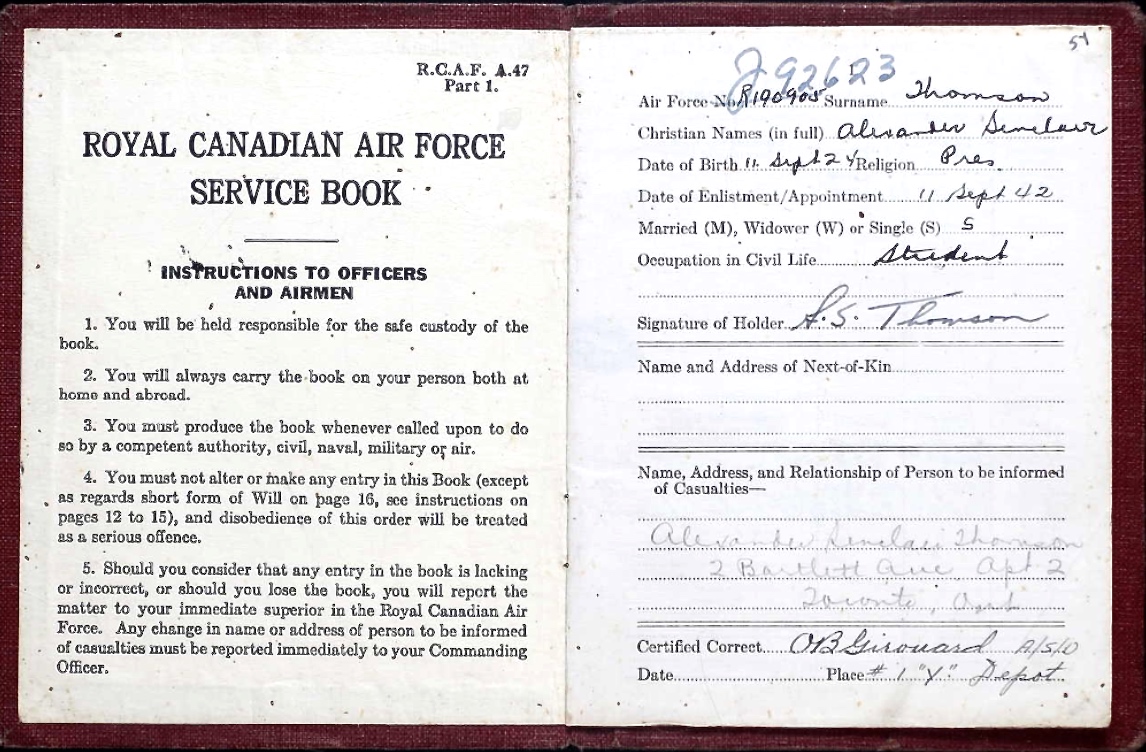 R.C.A.F. A.47
Part 1.
ROYAL CANADIAN AIR FORCE
SERVICE BOOK
INSTRUCTIONS TO OFFICERS
AND AIRMEN
1. You will be held responsible for the safe custody of the
book.
2. You will always carry the book on your person both at
home and abroad.
3. You must produce the book whenever called upon to do
so by a competent authority, civil, naval, military or air.
4. You must not alter or make any entry in this Book (except
as regards short form of Will on page 16, see instructions on
pages 12 to 15), and disobedience of this order will be treated
as a serious offence.
5. Should you consider that any entry in the book is lacking
or incorrect, or should you lose the book, you will report the
matter to your immediate superior in the Royal Canadian Air
Force. Any change in name or address of person to be informed
of casualties must be reported immediately to your Commanding
Officer.
J92623
Air Force No R190905 Surname Thomson
Christian Names (in full) Alexander Sinclair
Date of Birth 11 Sept 24 Religion Pres
Date of Enlistment/Appointment 11 Sept 42
Married (M), Widower (W) or Single (S) S
Occupation in Civil Life Student
Signature of Holder A.S. Thomson
Name and Address of Next-of-Kin
Name, Address, and Relationship of Person to be informed
of Casualties—
Alexander Sinclair Thomson
2 Bartlett Ave Apt 2
Toronto, Ont
Certified Correct OB Girouard A/S/O
Date Place # 1 "Y" Depot